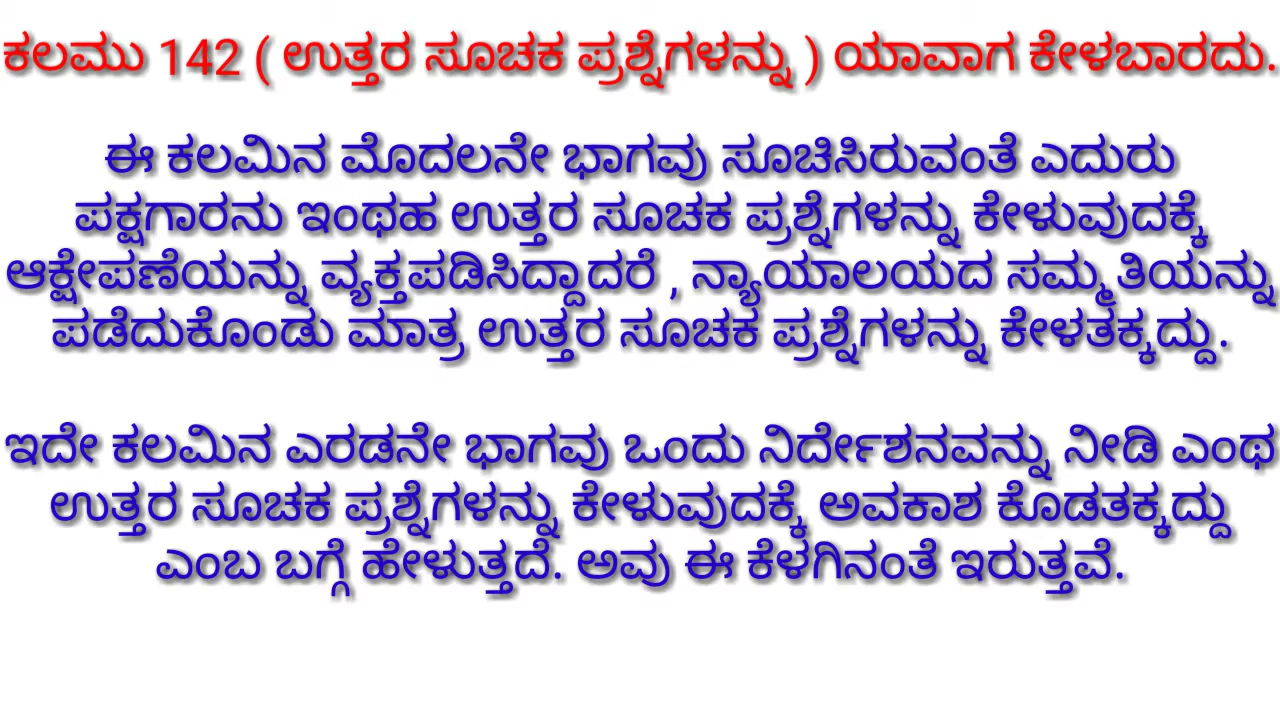 ಕಲಮು 142 ( ಉತ್ತರ ಸೂಚಕ ಪ್ರಶ್ನೆಗಳನ್ನು ) ಯಾವಾಗ ಕೇಳಬಾರದು.
ಈ ಕಲಮಿನ ಮೊದಲನೇ ಭಾಗವು ಸೂಚಿಸಿರುವಂತೆ ಎದುರು
ಪಕ್ಷಗಾರನು ಇಂಥಹ ಉತ್ತರ ಸೂಚಕ ಪ್ರಶ್ನೆಗಳನ್ನು ಕೇಳುವುದಕ್ಕೆ
ಆಕ್ಷೇಪಣೆಯನ್ನು ವ್ಯಕ್ತಪಡಿಸಿದ್ದಾದರೆ , ನ್ಯಾಯಾಲಯದ ಸಮ್ಮತಿಯನ್ನು
ಪಡೆದುಕೊಂಡು ಮಾತ್ರ ಉತ್ತರ ಸೂಚಕ ಪ್ರಶ್ನೆಗಳನ್ನು ಕೇಳತಕ್ಕದ್ದು.
ಇದೇ ಕಲಮಿನ ಎರಡನೇ ಭಾಗವು ಒಂದು ನಿರ್ದೇಶನವನ್ನು ನೀಡಿ ಎಂಥ
ಉತ್ತರ ಸೂಚಕ ಪ್ರಶ್ನೆಗಳನ್ನು ಕೇಳುವುದಕ್ಕೆ ಅವಕಾಶ ಕೊಡತಕ್ಕದ್ದು
ಎಂಬ ಬಗ್ಗೆ ಹೇಳುತ್ತದೆ. ಅವು ಈ ಕೆಳಗಿನಂತೆ ಇರುತ್ತವೆ.